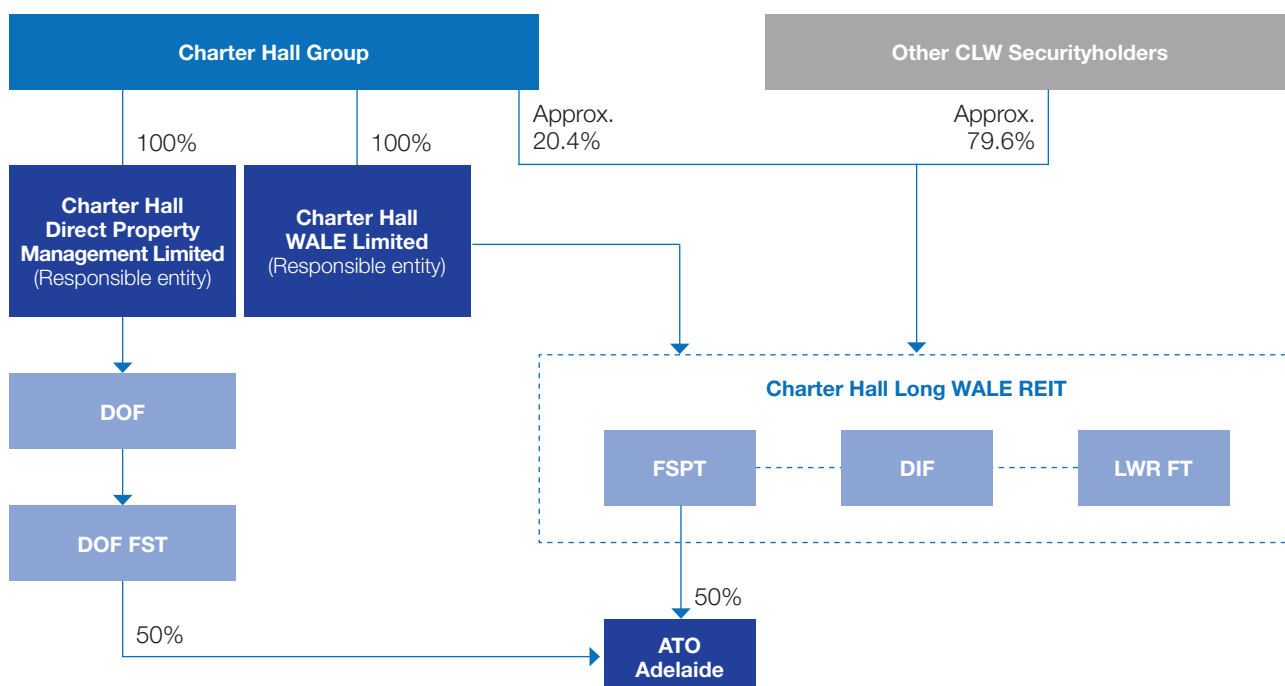 Charter Hall Group
Other CLW Securityholders
100%
100%
Approx.
20.4%
Approx.
79.6%
Charter Hall
Direct Property
Management Limited
(Responsible entity)
Charter Hall
WALE Limited
(Responsible entity)
DOF
DOF FST
Charter Hall Long WALE REIT
FSPT
DIF
LWR FT
50%
50%
ATO
Adelaide